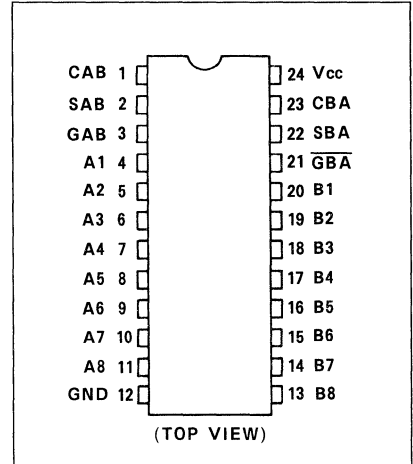 CAB 1 24 Vcc
SAB 2 23 CBA
GAB 3 22 SBA
A1 4 21 G̅B̅A̅
A2 5 20 B1
A3 6 19 B2
A4 7 18 B3
A5 8 17 B4
A6 9 16 B5
A7 10 15 B6
A8 11 14 B7
GND 12 13 B8
(TOP VIEW)